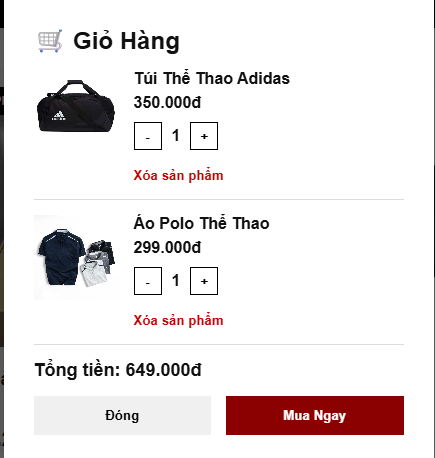 Giỏ Hàng
Túi Thể Thao Adidas
350.000đ
- 1 +
Xóa sản phẩm
Áo Polo Thể Thao
299.000đ
- 1 +
Xóa sản phẩm
Tổng tiền: 649.000đ
Đóng Mua Ngay